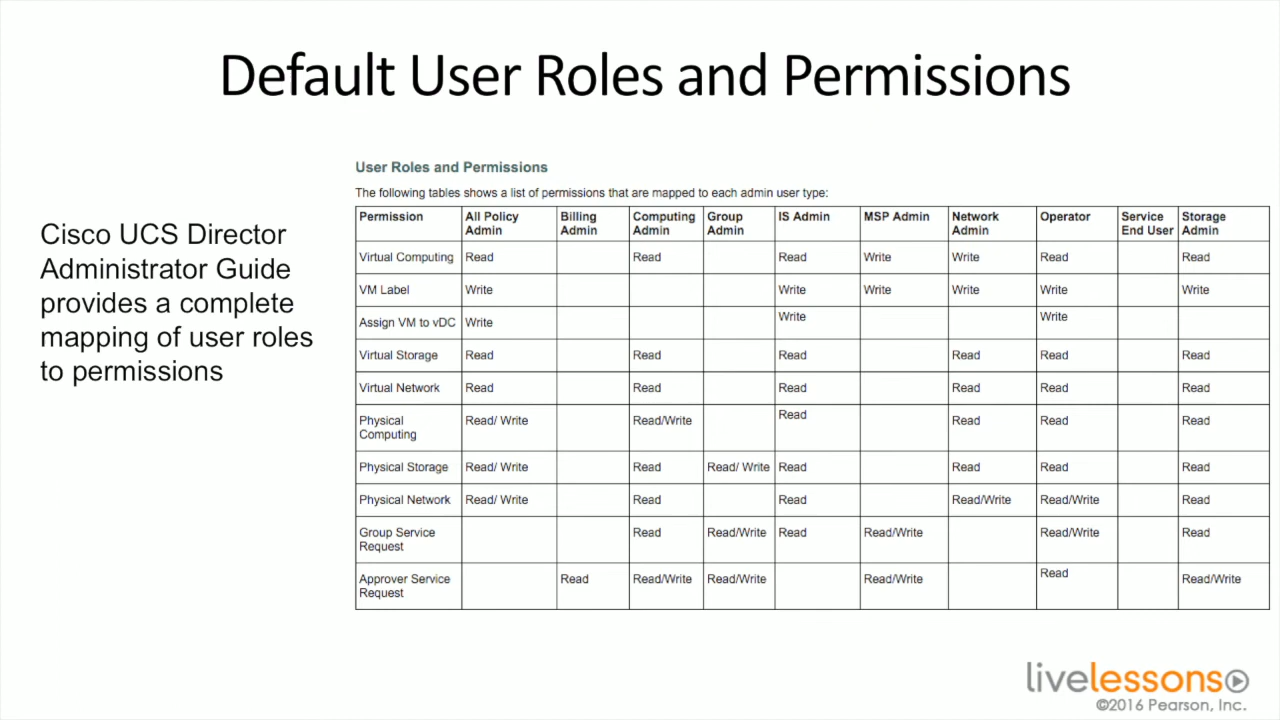 Default User Roles and Permissions
Cisco UCS Director
Administrator Guide
provides a complete
mapping of user roles
to permissions
User Roles and Permissions
The following tables shows a list of permissions that are mapped to each admin user type:
Permission All Policy Admin Billing Admin Computing Admin Group Admin IS Admin MSP Admin Network Admin Operator Service End User Storage Admin
Virtual Computing Read Read Read Write Write Read Read
VM Label Write Write Write Write Write Write
Assign VM to vDC Write Write Write
Virtual Storage Read Read Read Read Read Read
Virtual Network Read Read Read Read Read Read
Physical Computing Read/ Write Read/Write Read Read Read Read
Physical Storage Read/ Write Read Read/ Write Read Read Read Read
Physical Network Read/ Write Read Read Read/Write Read/Write Read
Group Service Request Read Read/Write Read Read/Write Read/Write Read
Approver Service Request Read Read/Write Read/Write Read/Write Read Read/Write
livelessons
©2016 Pearson, Inc.